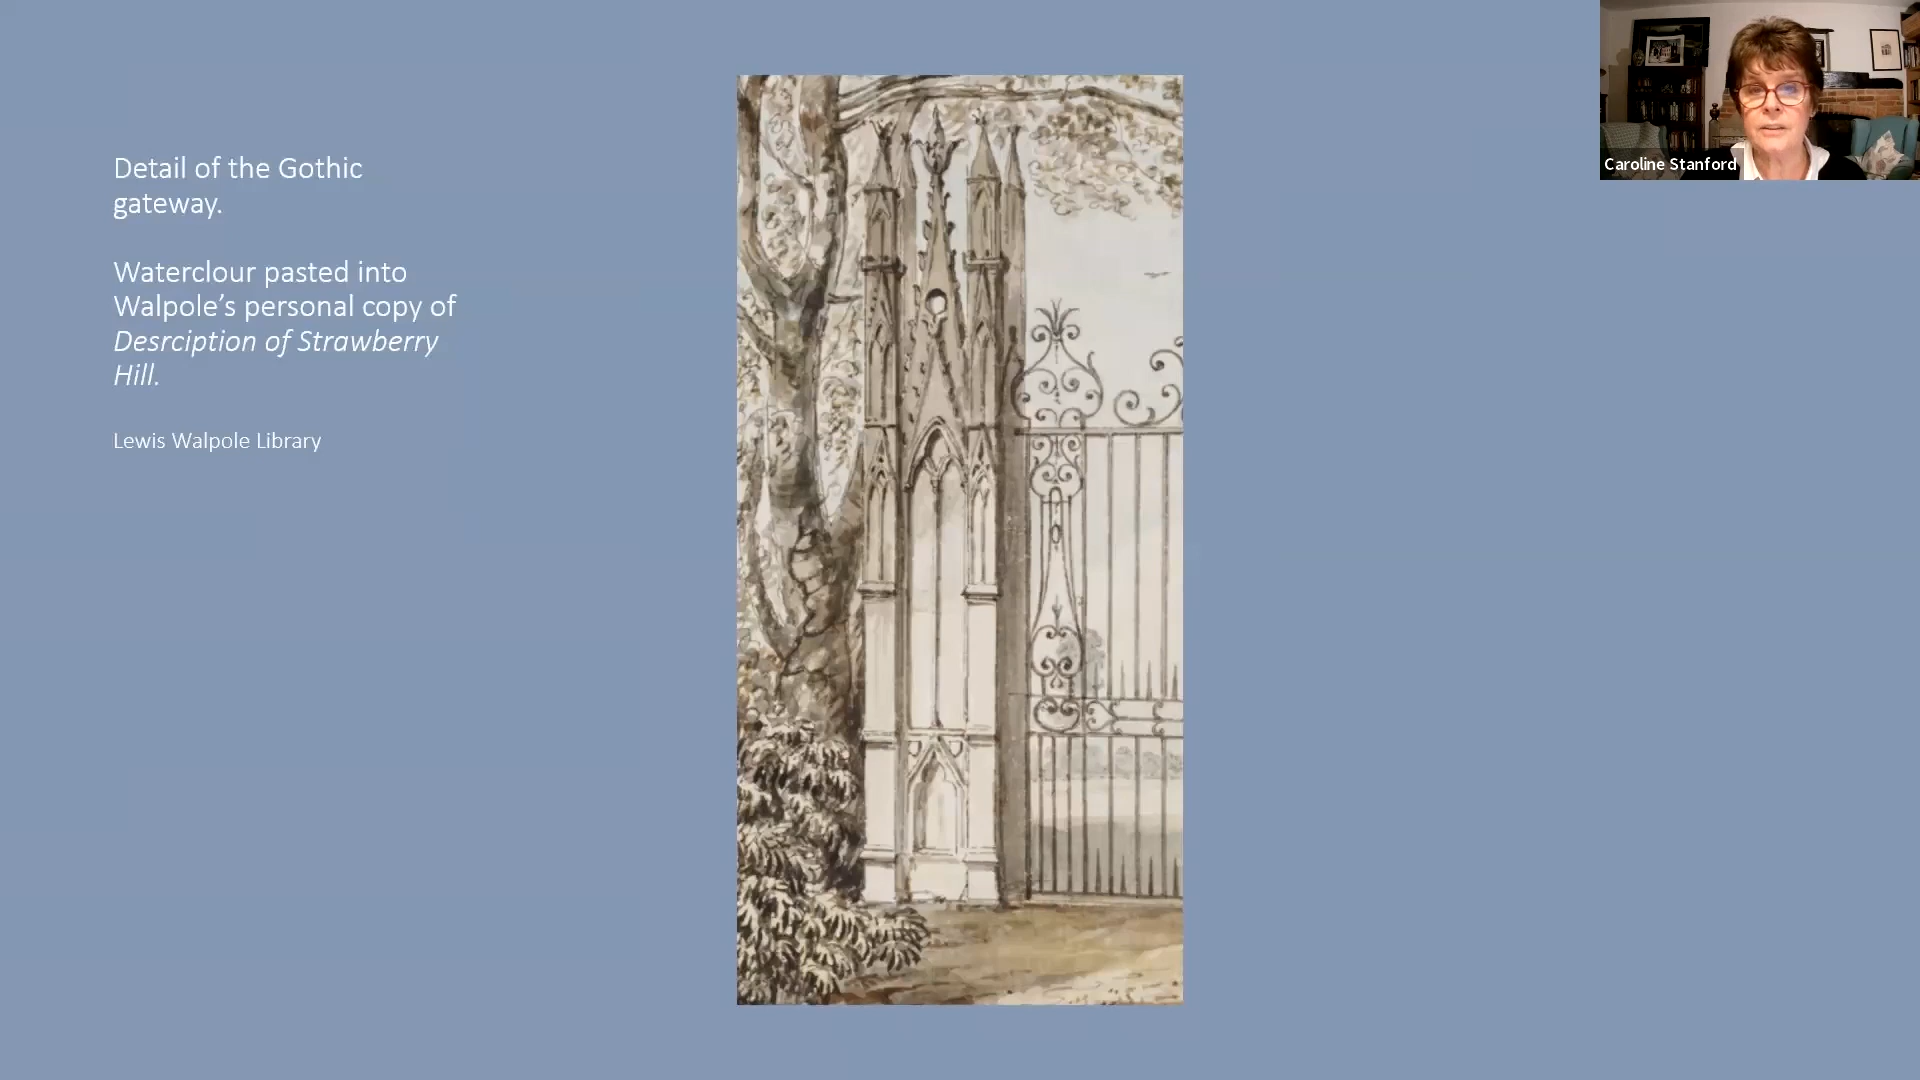 Detail of the Gothic
gateway.
Waterclour pasted into
Walpole’s personal copy of
Desrciption of Strawberry
Hill.
Lewis Walpole Library
Caroline Stanford